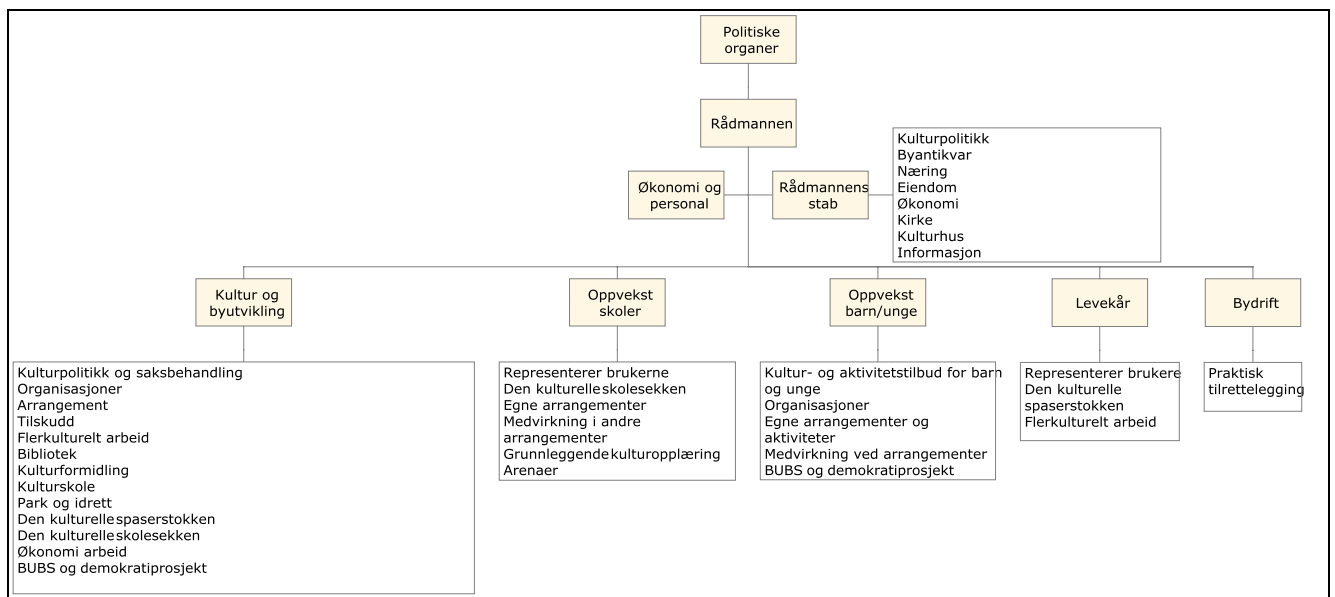 Politiske
organer
Rådmannen
Økonomi og
personal
Rådmannens
stab
Kulturpolitikk
Byantikvar
Næring
Eiendom
Økonomi
Kirke
Kulturhus
Informasjon
Kultur og
byutvikling
Oppvekst
skoler
Oppvekst
barn/unge
Levekår
Bydrift
Kulturpolitikk og saksbehandling
Organisasjoner
Arrangement
Tilskudd
Flerkulturelt arbeid
Bibliotek
Kulturformidling
Kulturskole
Park og idrett
Den kulturelle spaserstokken
Den kulturelle skolesekken
Økonomi arbeid
BUBS og demokratiprosjekt
Representerer brukerne
Den kulturelle skolesekken
Egne arrangementer
Medvirkning i andre
arrangementer
Grunnleggende kulturopplæring
Arenaer
Kultur- og aktivitetstilbud for barn
og unge
Organisasjoner
Egne arrangementer og
aktiviteter
Medvirkning ved arrangementer
BUBS og demokratiprosjekt
Representerer brukere
Den kulturelle
spaserstokken
Flerkulturelt arbeid
Praktisk
tilrettelegging